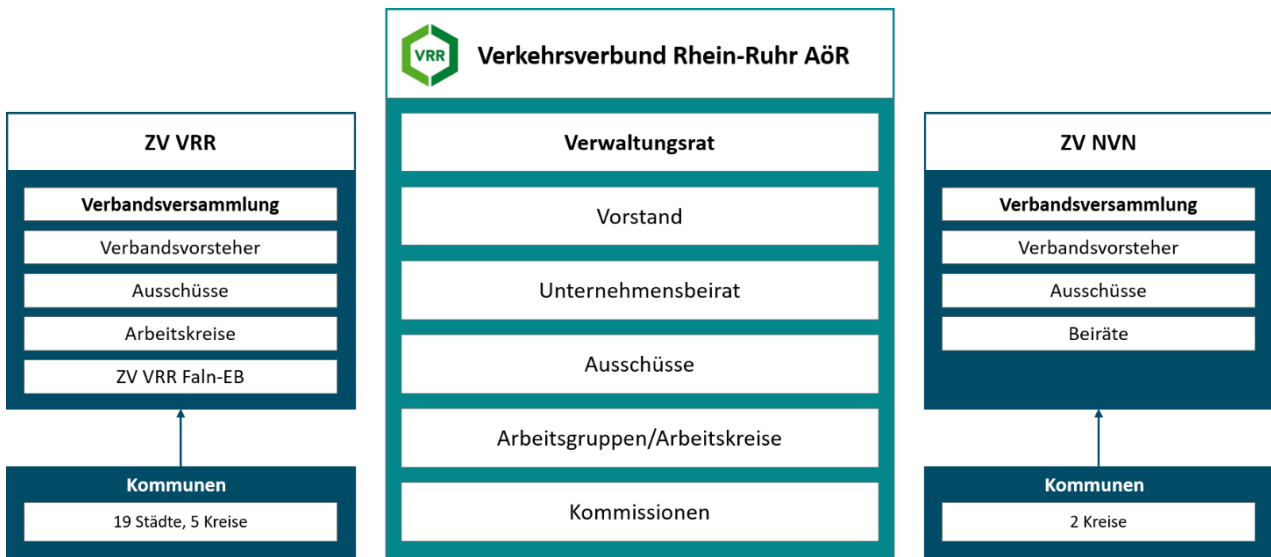 VRR
Verkehrsverbund Rhein-Ruhr AöR
ZV VRR
Verbandsversammlung
Verbandsvorsteher
Ausschüsse
Arbeitskreise
ZV VRR Faln-EB
Kommunen
19 Städte, 5 Kreise
Verwaltungsrat
Vorstand
Unternehmensbeirat
Ausschüsse
Arbeitsgruppen/Arbeitskreise
Kommissionen
ZV NVN
Verbandsversammlung
Verbandsvorsteher
Ausschüsse
Beiräte
Kommunen
2 Kreise